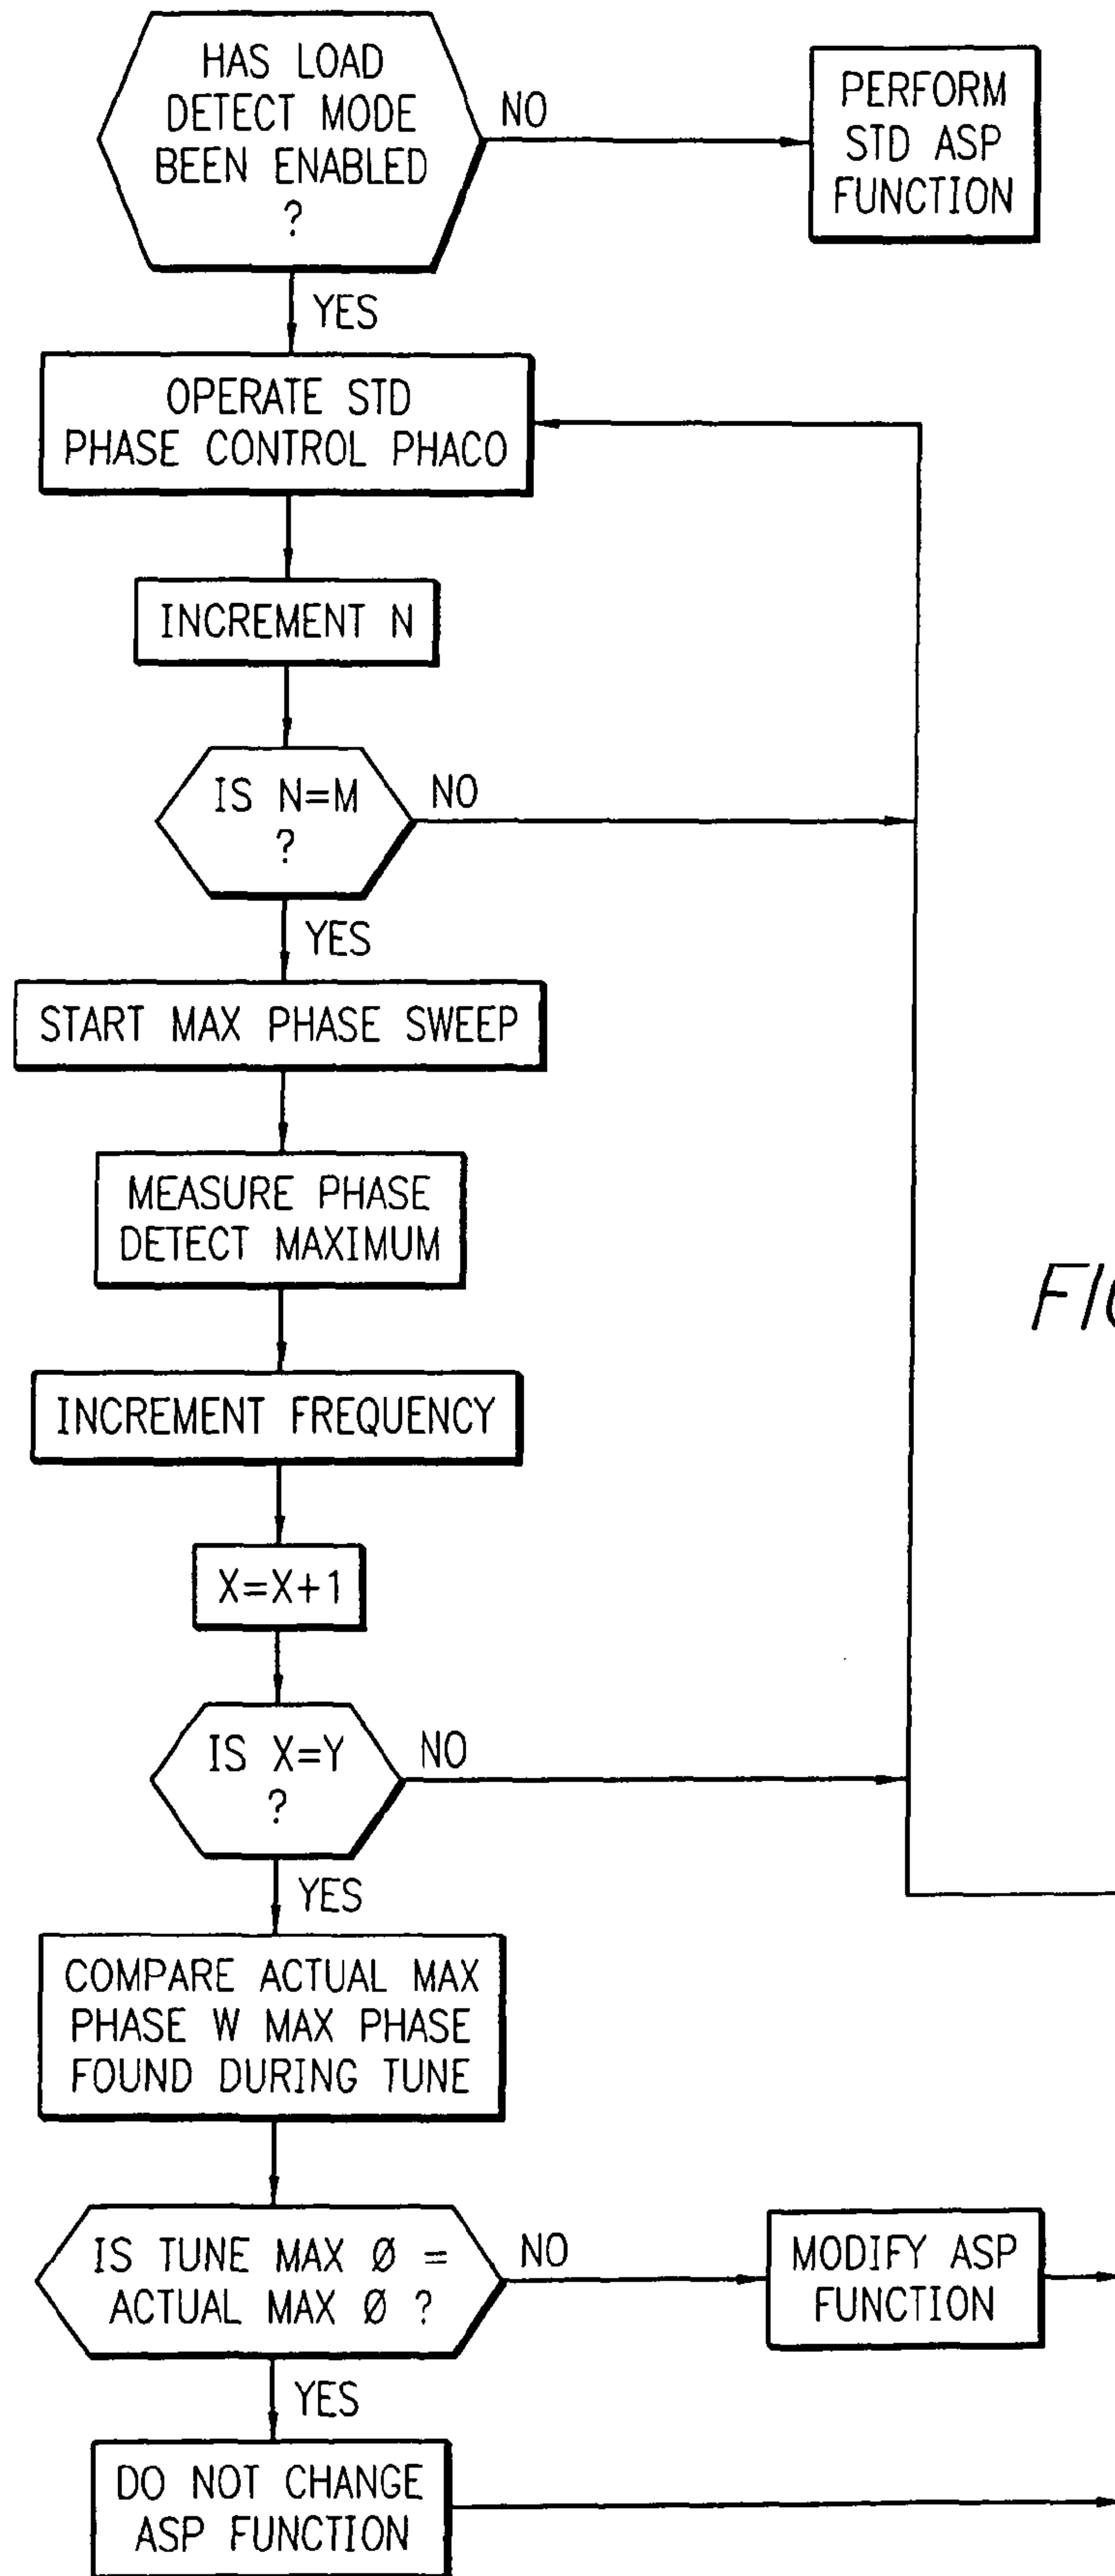 HAS LOAD
DETECT MODE
BEEN ENABLED
?
NO
PERFORM
STD ASP
FUNCTION
YES
OPERATE STD
PHASE CONTROL PHACO
INCREMENT N
IS N=M
?
NO
YES
START MAX PHASE SWEEP
MEASURE PHASE
DETECT MAXIMUM
INCREMENT FREQUENCY
X=X+1
IS X=Y
?
NO
YES
COMPARE ACTUAL MAX
PHASE W MAX PHASE
FOUND DURING TUNE
IS TUNE MAX Ø =
ACTUAL MAX Ø ?
NO
MODIFY ASP
FUNCTION
YES
DO NOT CHANGE
ASP FUNCTION